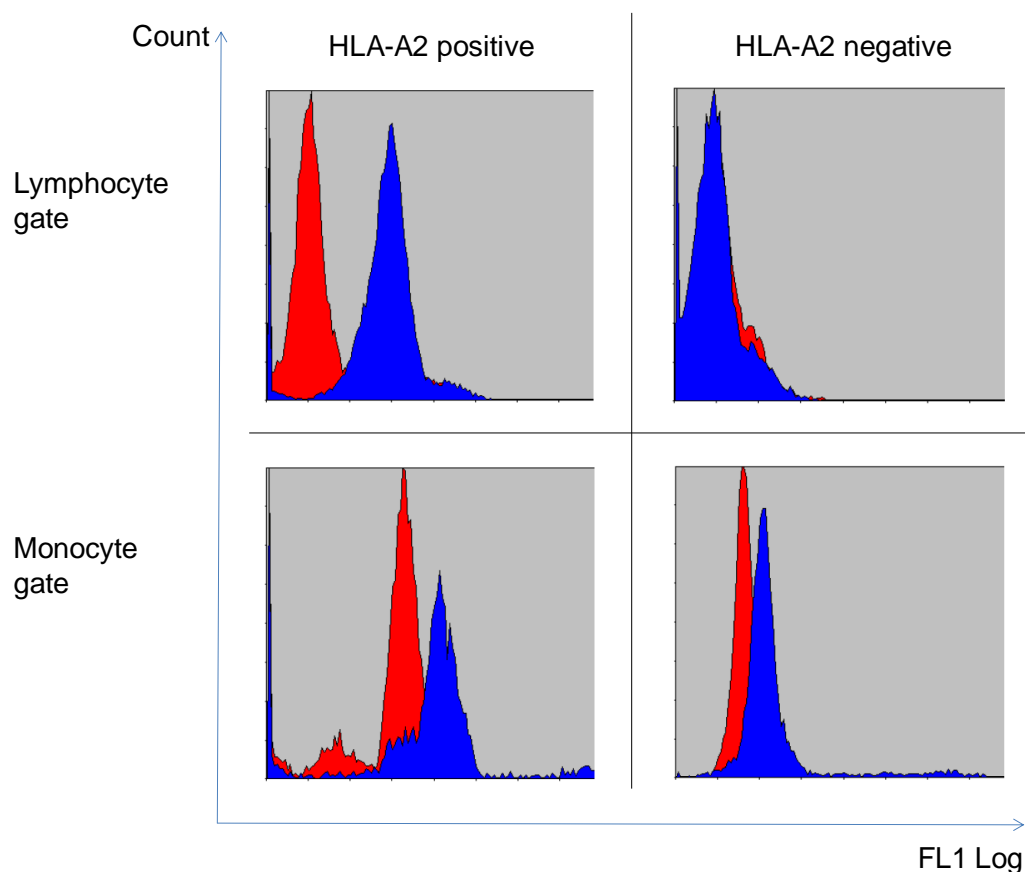 Count
HLA-A2 positive
HLA-A2 negative
Lymphocyte
gate
Monocyte
gate
FL1 Log